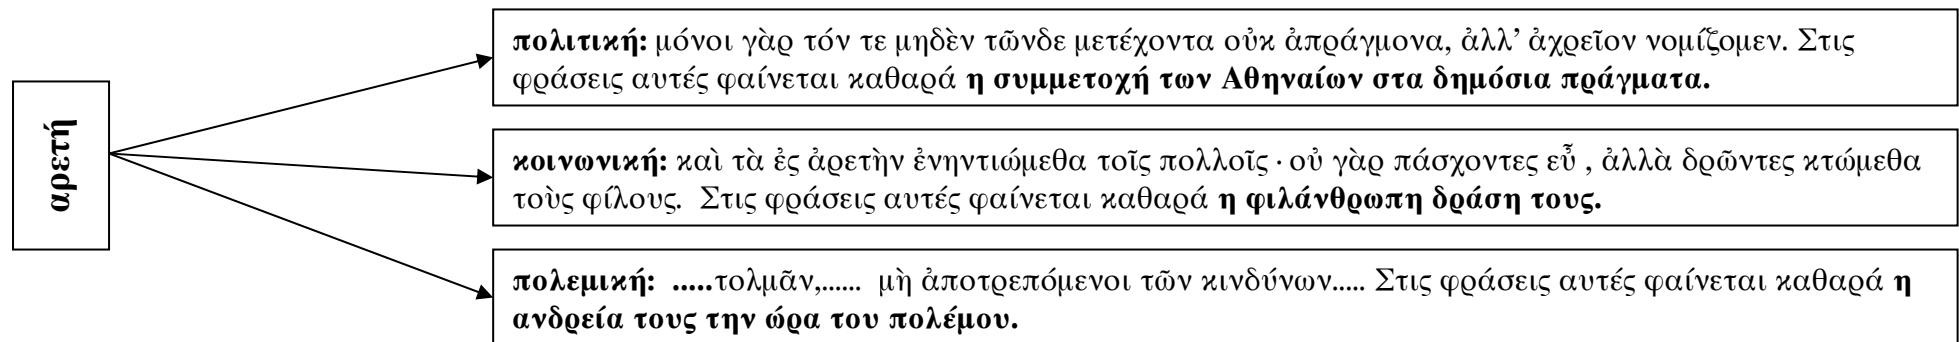 αρετή
πολιτική: μόνοι γὰρ τόν τε μηδὲν τῶνδε μετέχοντα οὐκ ἀπράγμονα, ἀλλ’ ἀχρεῖον νομίζομεν. Στις
φράσεις αυτές φαίνεται καθαρά η συμμετοχή των Αθηναίων στα δημόσια πράγματα.
κοινωνική: καὶ τὰ ἐς ἀρετὴν ἐνηντιώμεθα τοῖς πολλοῖς · οὐ γὰρ πάσχοντες εὖ , ἀλλὰ δρῶντες κτώμεθα
τοὺς φίλους. Στις φράσεις αυτές φαίνεται καθαρά η φιλάνθρωπη δράση τους.
πολεμική: .....τολμᾶν,...... μὴ ἀποτρεπόμενοι τῶν κινδύνων..... Στις φράσεις αυτές φαίνεται καθαρά η
ανδρεία τους την ώρα του πολέμου.